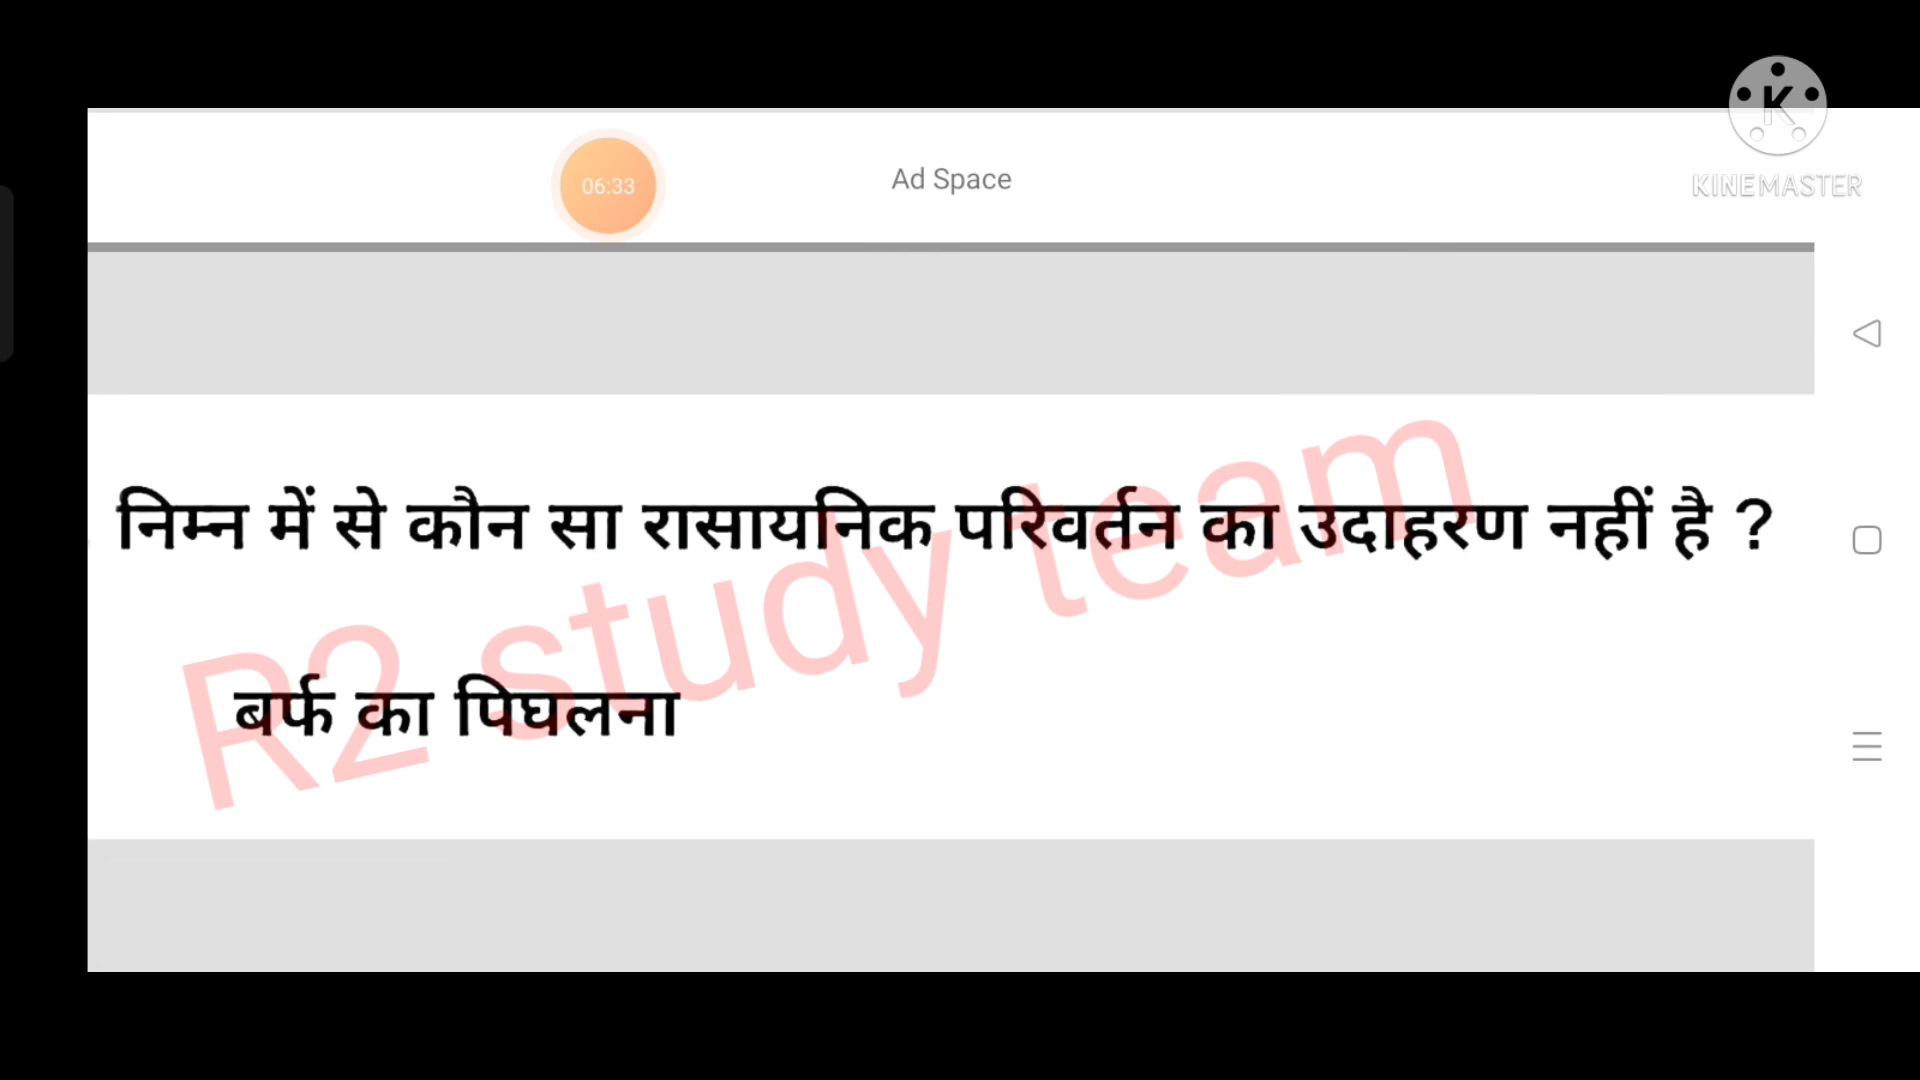 06:33
Ad Space
K
KINEMASTER
निम्न में से कौन सा रासायनिक परिवर्तन का उदाहरण नहीं है ?
R2 study team
बर्फ का पिघलना